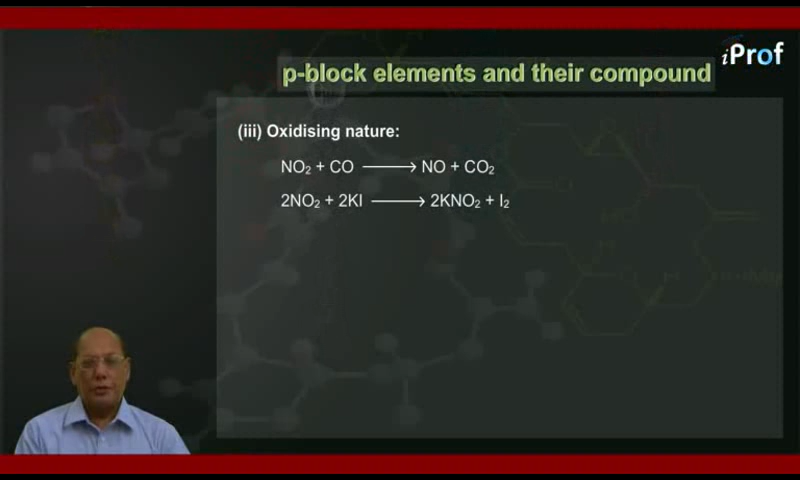 iProf
p-block elements and their compound
(iii) Oxidising nature:
NO₂ + CO ⟶ NO + CO₂
2NO₂ + 2KI ⟶ 2KNO₂ + I₂